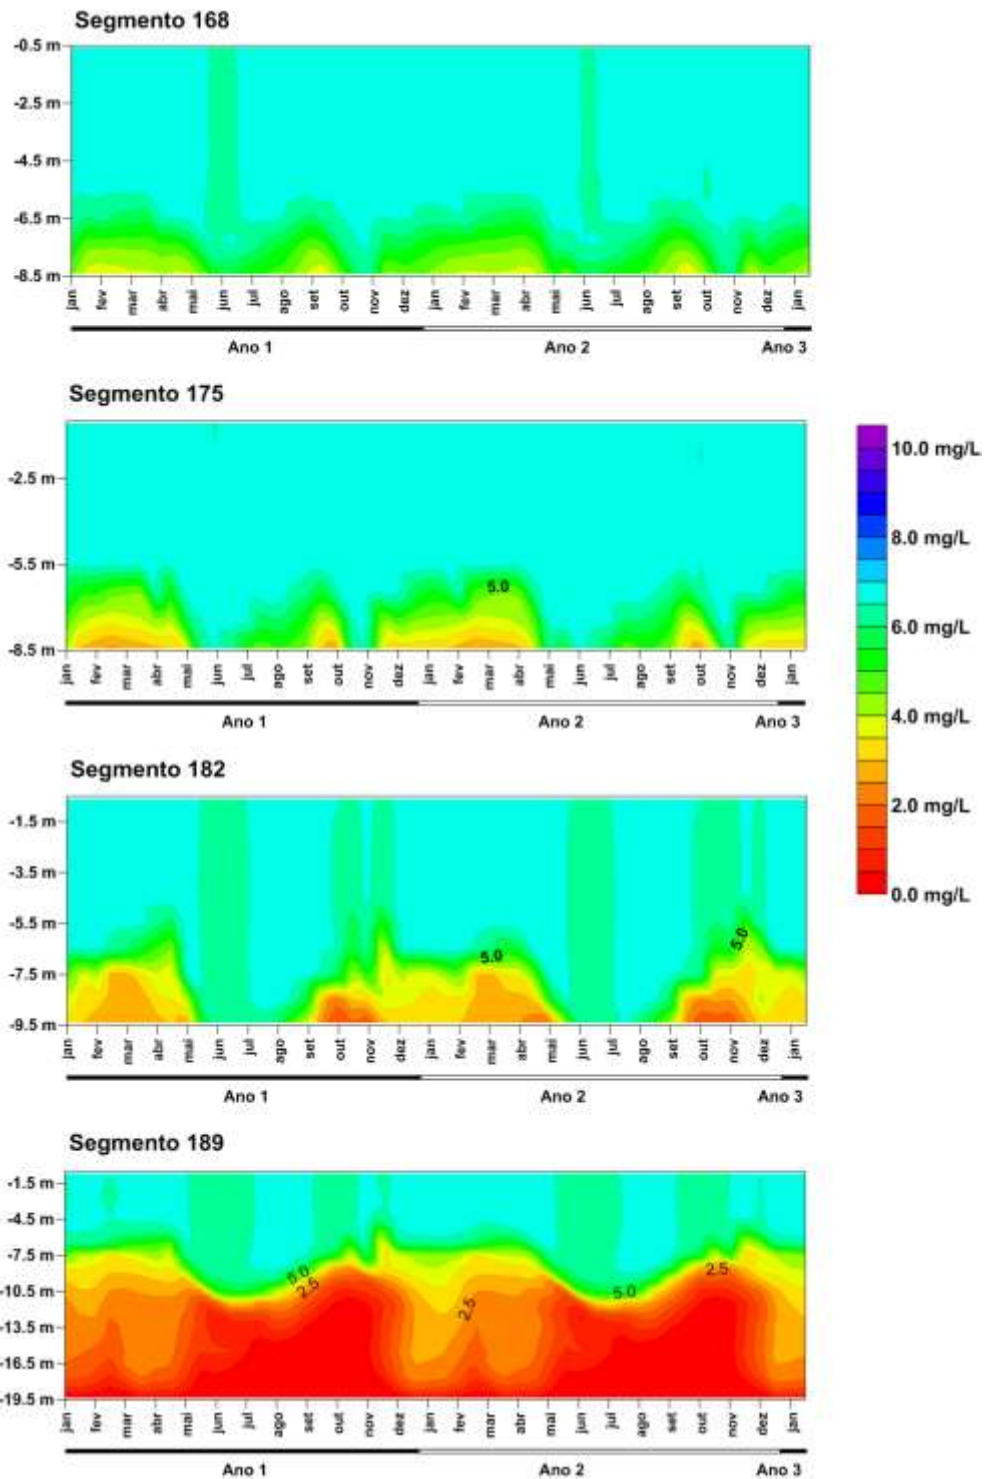 Segmento 168
-0.5 m
-2.5 m
-4.5 m
-6.5 m
-8.5 m
jan fev mar abr mai jun jul ago set out nov dez jan fev mar abr mai jun jul ago set out nov dez jan
Ano 1 Ano 2 Ano 3
Segmento 175
-2.5 m
-5.5 m
-8.5 m
5.0
jan fev mar abr mai jun jul ago set out nov dez jan fev mar abr mai jun jul ago set out nov dez jan
Ano 1 Ano 2 Ano 3
10.0 mg/L
8.0 mg/L
6.0 mg/L
4.0 mg/L
2.0 mg/L
0.0 mg/L
Segmento 182
-1.5 m
-3.5 m
-5.5 m
-7.5 m
-9.5 m
5.0 5.0
jan fev mar abr mai jun jul ago set out nov dez jan fev mar abr mai jun jul ago set out nov dez jan
Ano 1 Ano 2 Ano 3
Segmento 189
-1.5 m
-4.5 m
-7.5 m
-10.5 m
-13.5 m
-16.5 m
-19.5 m
5.0 2.5 2.5 5.0 2.5
jan fev mar abr mai jun jul ago set out nov dez jan fev mar abr mai jun jul ago set out nov dez jan
Ano 1 Ano 2 Ano 3